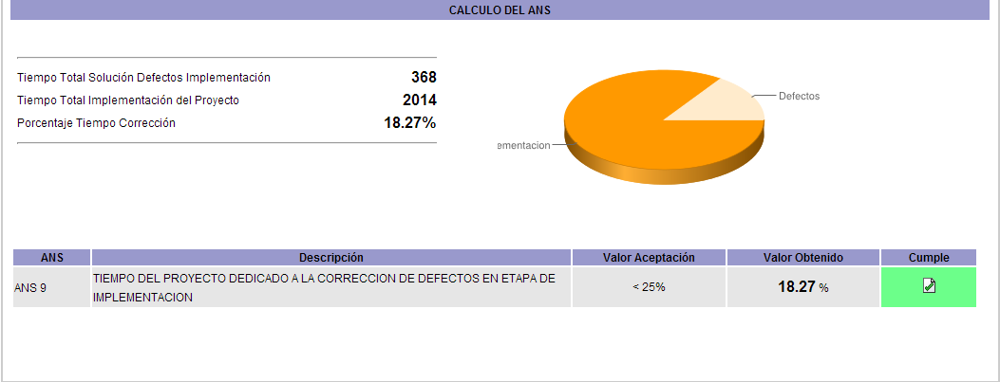 CALCULO DEL ANS
Tiempo Total Solución Defectos Implementación 368
Tiempo Total Implementación del Proyecto 2014
Porcentaje Tiempo Corrección 18.27%
Defectos
ementacion
ANS Descripción Valor Aceptación Valor Obtenido Cumple
ANS 9 TIEMPO DEL PROYECTO DEDICADO A LA CORRECCION DE DEFECTOS EN ETAPA DE
IMPLEMENTACION < 25% 18.27 %